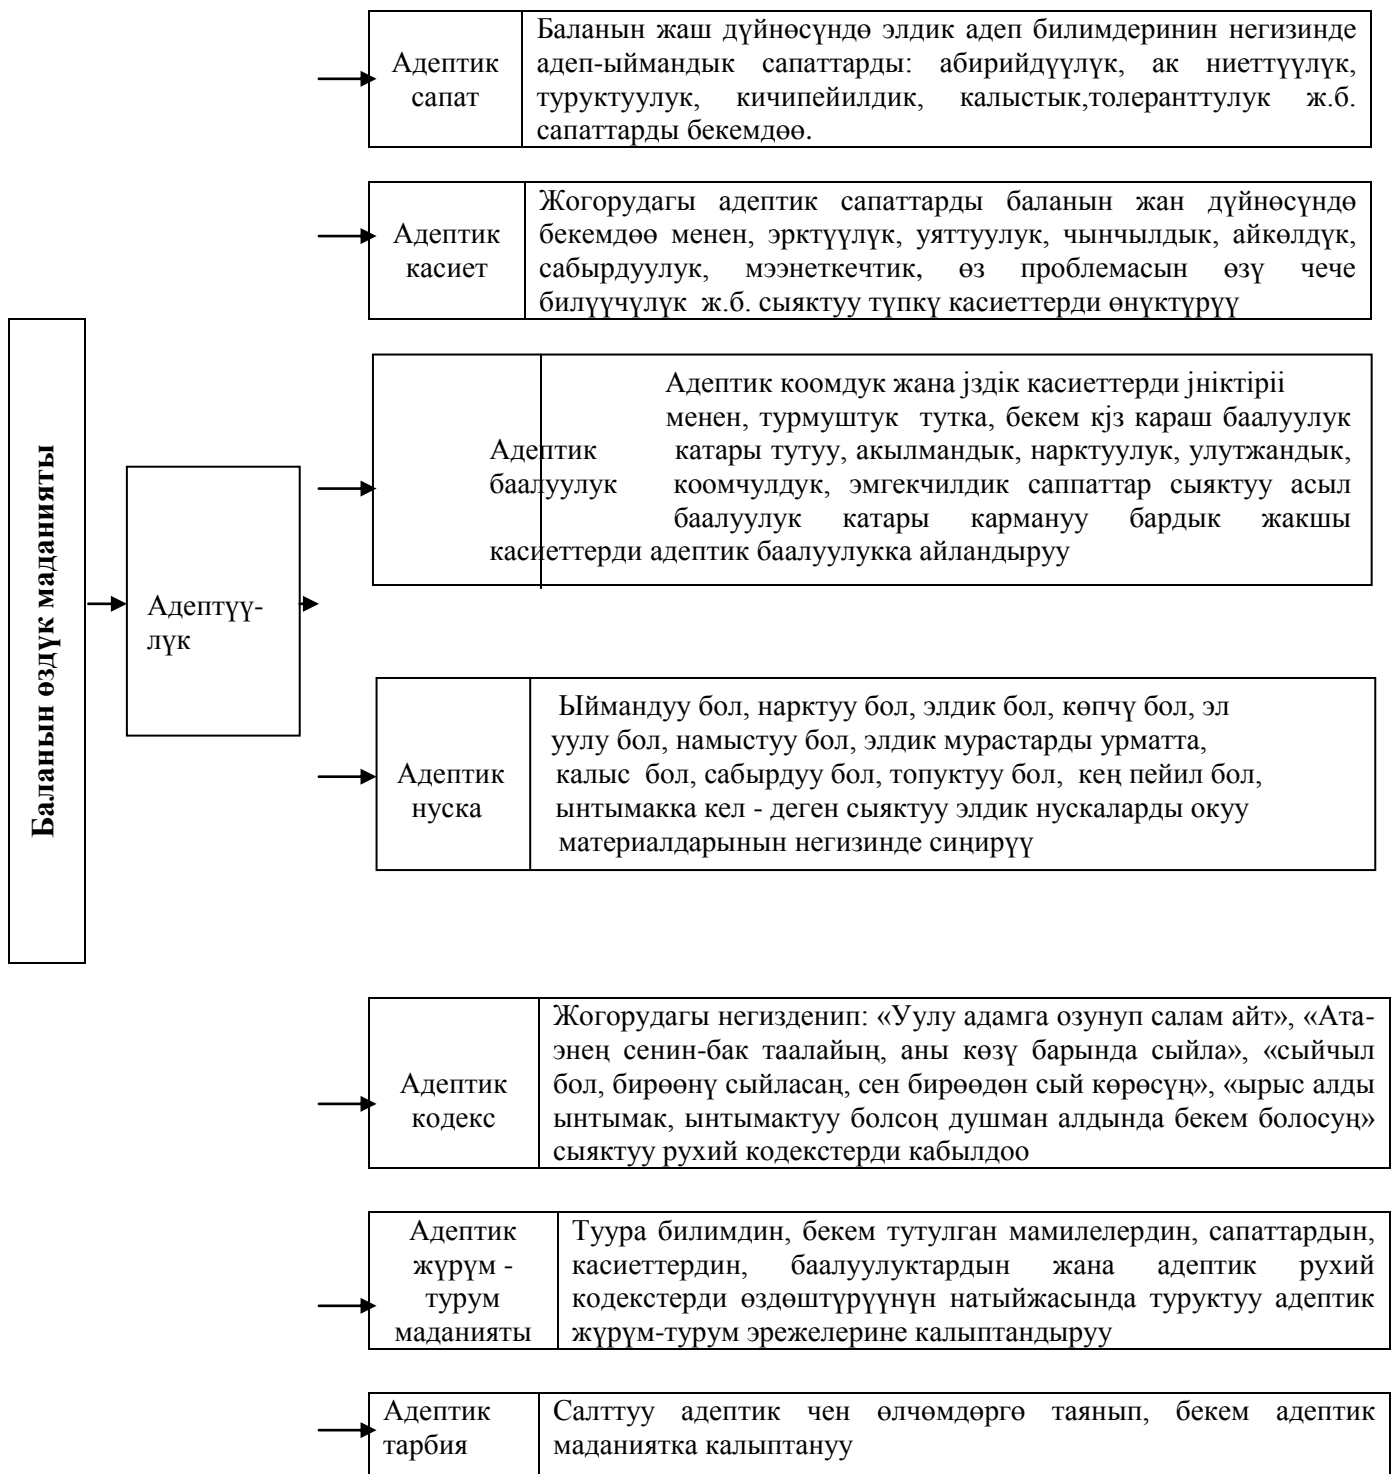 Баланын өздүк маданияты
Адептүү-
лүк
Адептик
сапат
Баланын жаш дүйнөсүндө элдик адеп билимдеринин негизинде
адеп-ыймандык сапаттарды: абирийдүүлүк, ак ниеттүүлүк,
туруктуулук, кичипейилдик, калыстык,толеранттулук ж.б.
сапаттарды бекемдөө.
Адептик
касиет
Жогорудагы адептик сапаттарды баланын жан дүйнөсүндө
бекемдөө менен, эрктүүлүк, уяттуулук, чынчылдык, айкөлдүк,
сабырдуулук, мээнеткечтик, өз проблемасын өзү чече
билүүчүлүк ж.б. сыяктуу түпкү касиеттерди өнүктүрүү
Адептик коомдук жана јздік касиеттерди јніктіріі
менен, турмуштук тутка, бекем кјз караш баалуулук
Адептик катары тутуу, акылмандык, нарктуулук, улутжандык,
баалуулук коомчулдук, эмгекчилдик саппаттар сыяктуу асыл
баалуулук катары кармануу бардык жакшы
касиеттерди адептик баалуулукка айландыруу
Адептик
нуска
Ыймандуу бол, нарктуу бол, элдик бол, көпчү бол, эл
уулу бол, намыстуу бол, элдик мурастарды урматта,
калыс бол, сабырдуу бол, топуктуу бол, кең пейил бол,
ынтымакка кел - деген сыяктуу элдик нускаларды окуу
материалдарынын негизинде сиңирүү
Адептик
кодекс
Жогорудагы негизденип: «Уулу адамга озунуп салам айт», «Ата-
энең сенин-бак таалайың, аны көзү барында сыйла», «сыйчыл
бол, бирөөнү сыйласаң, сен бирөөдөн сый көрөсүң», «ырыс алды
ынтымак, ынтымактуу болсоң душман алдында бекем болосуң»
сыяктуу рухий кодекстерди кабылдоо
Адептик
жүрүм -
турум
маданияты
Туура билимдин, бекем тутулган мамилелердин, сапаттардын,
касиеттердин, баалуулуктардын жана адептик рухий
кодекстерди өздөштүрүүнүн натыйжасында туруктуу адептик
жүрүм-турум эрежелерине калыптандыруу
Адептик
тарбия
Салттуу адептик чен өлчөмдөргө таянып, бекем адептик
маданиятка калыптануу